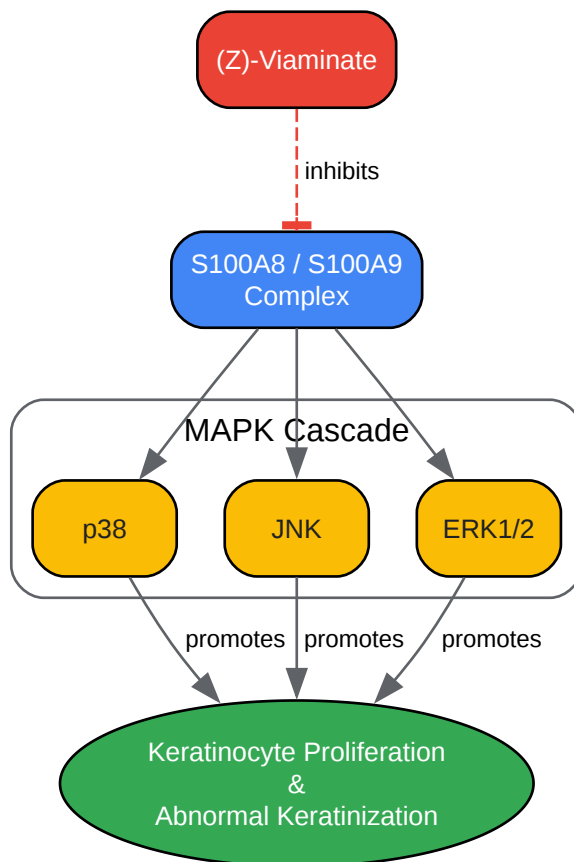 (Z)-Viaminate
inhibits
S100A8 / S100A9
Complex
MAPK Cascade
p38
JNK
ERK1/2
promotes
promotes
promotes
Keratinocyte Proliferation
&
Abnormal Keratinization